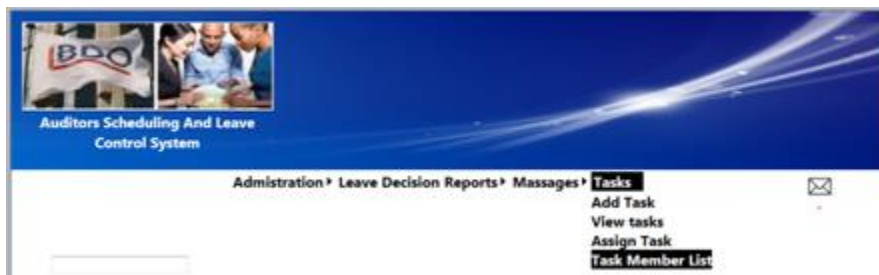 BDO
Auditors Scheduling And Leave
Control System
Admistration Leave Decision Reports Massages Tasks
Add Task
View tasks
Assign Task
Task Member List